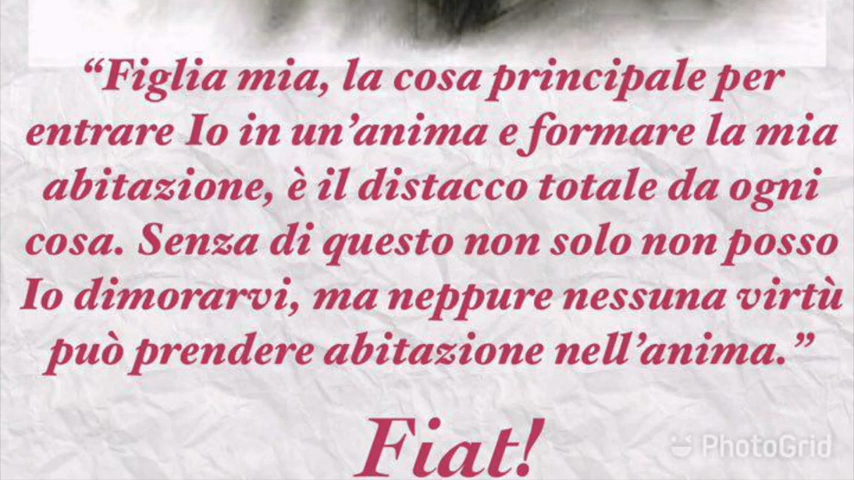 “Figlia mia, la cosa principale per
entrare Io in un’anima e formare la mia
abitazione, è il distacco totale da ogni
cosa. Senza di questo non solo non posso
Io dimorarvi, ma neppure nessuna virtù
può prendere abitazione nell’anima.”
Fiat!
PhotoGrid